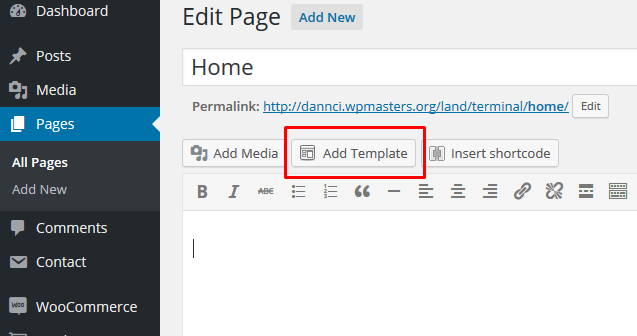 Dashboard
Posts
Media
Pages
All Pages
Add New
Comments
Contact
WooCommerce
Edit Page Add New
Home
Permalink: http://dannci.wpmasters.org/land/terminal/home/ Edit
Add Media Add Template Insert shortcode
B I ABC